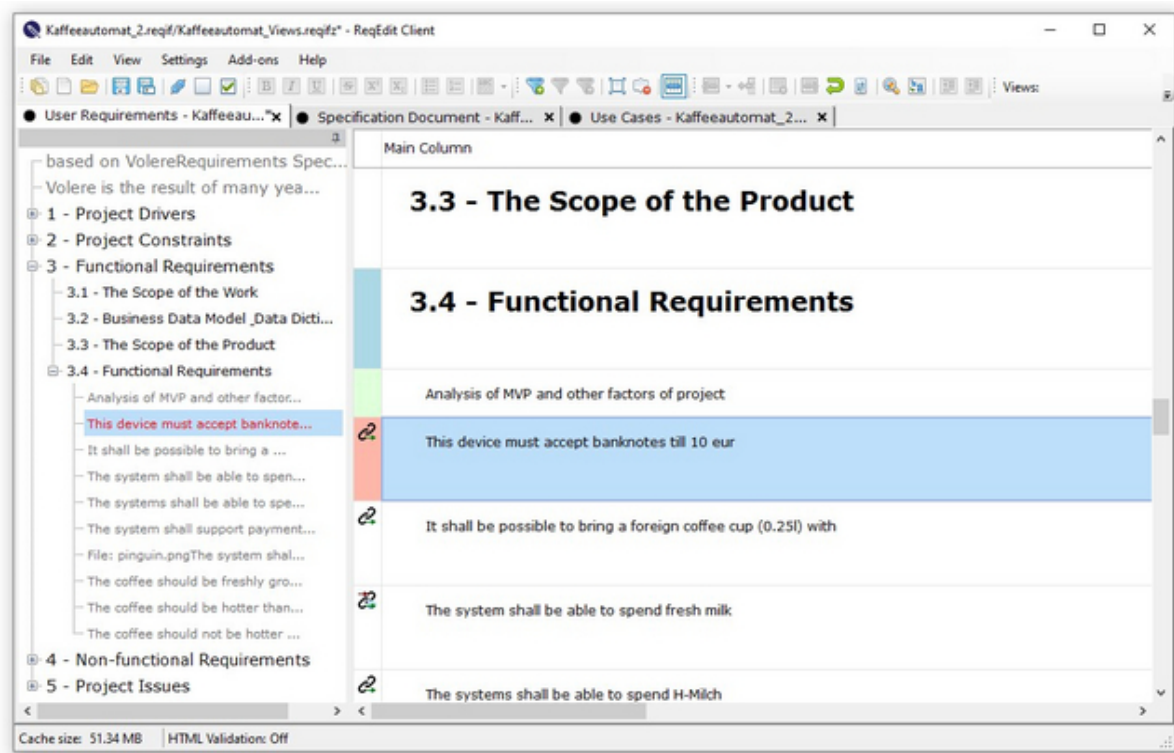 Kaffeeautomat_2.reqif/Kaffeeautomat_Views.reqifz* - ReqEdit Client
File Edit View Settings Add-ons Help
Views:
User Requirements - Kaffeeau..."x
Specification Document - Kaff... x
Use Cases - Kaffeeautomat_2... x
based on VolereRequirements Spec...
Volere is the result of many yea...
1 - Project Drivers
2 - Project Constraints
3 - Functional Requirements
3.1 - The Scope of the Work
3.2 - Business Data Model _Data Dicti...
3.3 - The Scope of the Product
3.4 - Functional Requirements
Analysis of MVP and other factor...
This device must accept banknote...
It shall be possible to bring a ...
The system shall be able to spen...
The systems shall be able to spe...
The system shall support payment...
File: pinguin.pngThe system shal...
The coffee should be freshly gro...
The coffee should be hotter than...
The coffee should not be hotter ...
4 - Non-functional Requirements
5 - Project Issues
Main Column
3.3 - The Scope of the Product
3.4 - Functional Requirements
Analysis of MVP and other factors of project
This device must accept banknotes till 10 eur
It shall be possible to bring a foreign coffee cup (0.25l) with
The system shall be able to spend fresh milk
The systems shall be able to spend H-Milch
Cache size: 51.34 MB HTML Validation: Off